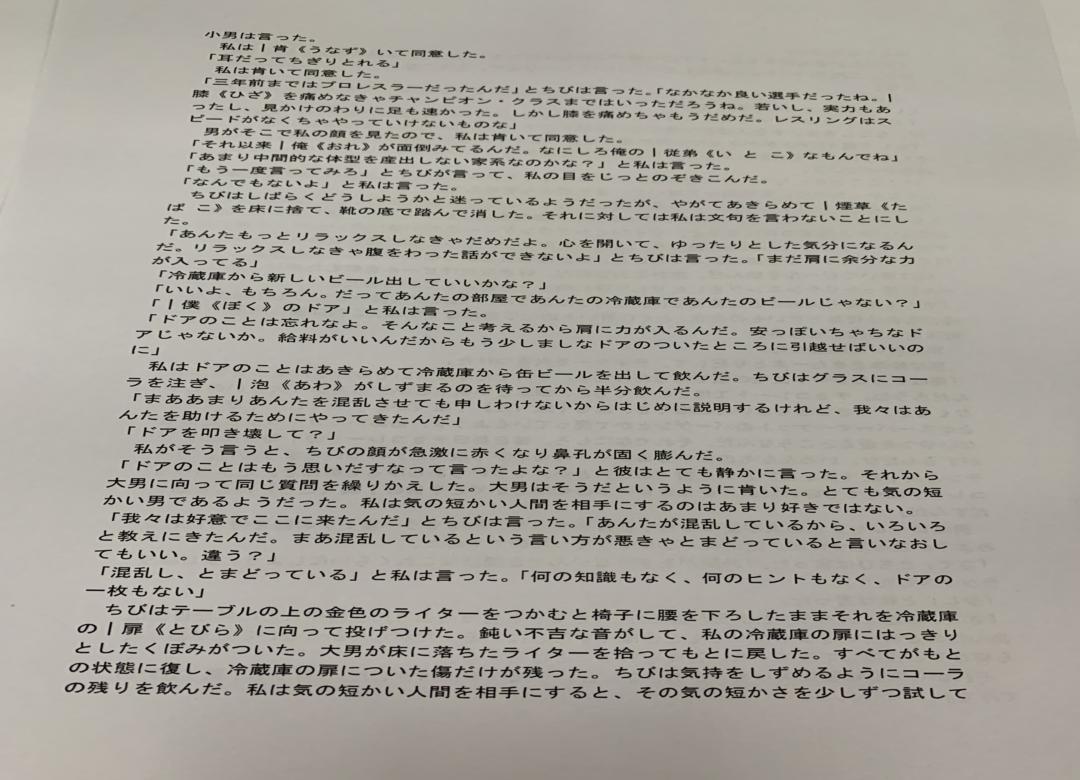 小男は言った。
　私は|肯《うなず》いて同意した。
「耳だってちぎりとれる」
　私は肯いて同意した。
「三年前まではプロレスラーだったんだ」とちびは言った。「なかなか良い選手だったね。|
膝《ひざ》を痛めなきゃチャンピオン・クラスまではいっただろうね。若いし、実力もあ
ったし、見かけのわりに足も速かった。しかし膝を痛めちゃもうだめだ。レスリングはス
ピードがなくちゃやっていけないものな」
　男がそこで私の顔を見たので、私は肯いて同意した。
「それ以来|俺《おれ》が面倒みてるんだ。なにしろ俺の|従弟《い と こ》なもんでね」
「あまり中間的な体型を産出しない家系なのかな？」と私は言った。
「もう一度言ってみろ」とちびが言って、私の目をじっとのぞきこんだ。
「なんでもないよ」と私は言った。
　ちびはしばらくどうしようかと迷っているようだったが、やがてあきらめて|煙草《た
ば こ》を床に捨て、靴の底で踏んで消した。それに対しては私は文句を言わないことにし
た。
「あんたもっとリラックスしなきゃだめだよ。心を開いて、ゆったりとした気分になるん
だ。リラックスしなきゃ腹をわった話ができないよ」とちびは言った。「まだ肩に余分な力
が入ってる」
「冷蔵庫から新しいビール出していいかな？」
「いいよ、もちろん。だってあんたの部屋であんたの冷蔵庫であんたのビールじゃない？」
「|僕《ぼく》のドア」と私は言った。
「ドアのことは忘れなよ。そんなこと考えるから肩に力が入るんだ。安っぽいちゃちなド
アじゃないか。給料がいいんだからもう少しましなドアのついたところに引越せばいいの
に」
　私はドアのことはあきらめて冷蔵庫から缶ビールを出して飲んだ。ちびはグラスにコー
ラを注ぎ、|泡《あわ》がしずまるのを待ってから半分飲んだ。
「まああまりあんたを混乱させても申しわけないからはじめに説明するけれど、我々はあ
んたを助けるためにやってきたんだ」
「ドアを叩き壊して？」
　私がそう言うと、ちびの顔が急激に赤くなり鼻孔が固く膨んだ。
「ドアのことはもう思いだすなって言ったよな？」と彼はとても静かに言った。それから
大男に向って同じ質問を繰りかえした。大男はそうだというように肯いた。とても気の短
かい男であるようだった。私は気の短かい人間を相手にするのはあまり好きではない。
「我々は好意でここに来たんだ」とちびは言った。「あんたが混乱しているから、いろいろ
と教えにきたんだ。まあ混乱しているという言い方が悪きゃとまどっていると言いなおし
てもいい。違う？」
「混乱し、とまどっている」と私は言った。「何の知識もなく、何のヒントもなく、ドアの
一枚もない」
　ちびはテーブルの上の金色のライターをつかむと椅子に腰を下ろしたままそれを冷蔵庫
の|扉《とびら》に向って投げつけた。鈍い不吉な音がして、私の冷蔵庫の扉にはっきり
としたくぼみがついた。大男が床に落ちたライターを拾ってもとに戻した。すべてがもと
の状態に復し、冷蔵庫の扉についた傷だけが残った。ちびは気持をしずめるようにコーラ
の残りを飲んだ。私は気の短かい人間を相手にすると、その気の短かさを少しずつ試して